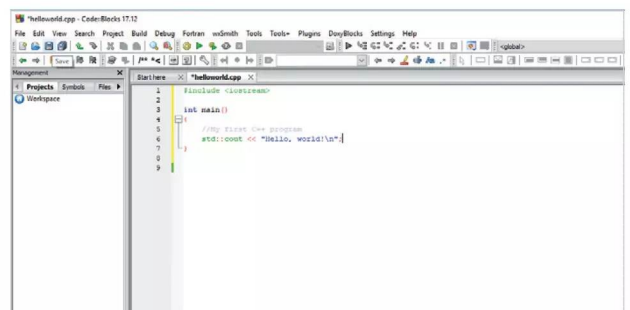 *helloworld.cpp - Code::Blocks 17.12
File Edit View Search Project Build Debug Fortran wxSmith Tools Tools+ Plugins DoxyBlocks Settings Help
<global>
Save
Management
Projects Symbols Files
Workspace
Start here *helloworld.cpp
1 #include <iostream>
2
3 int main()
4 {
5 //My first C++ program
6 std::cout << "Hello, world!\n";
7 }
8
9